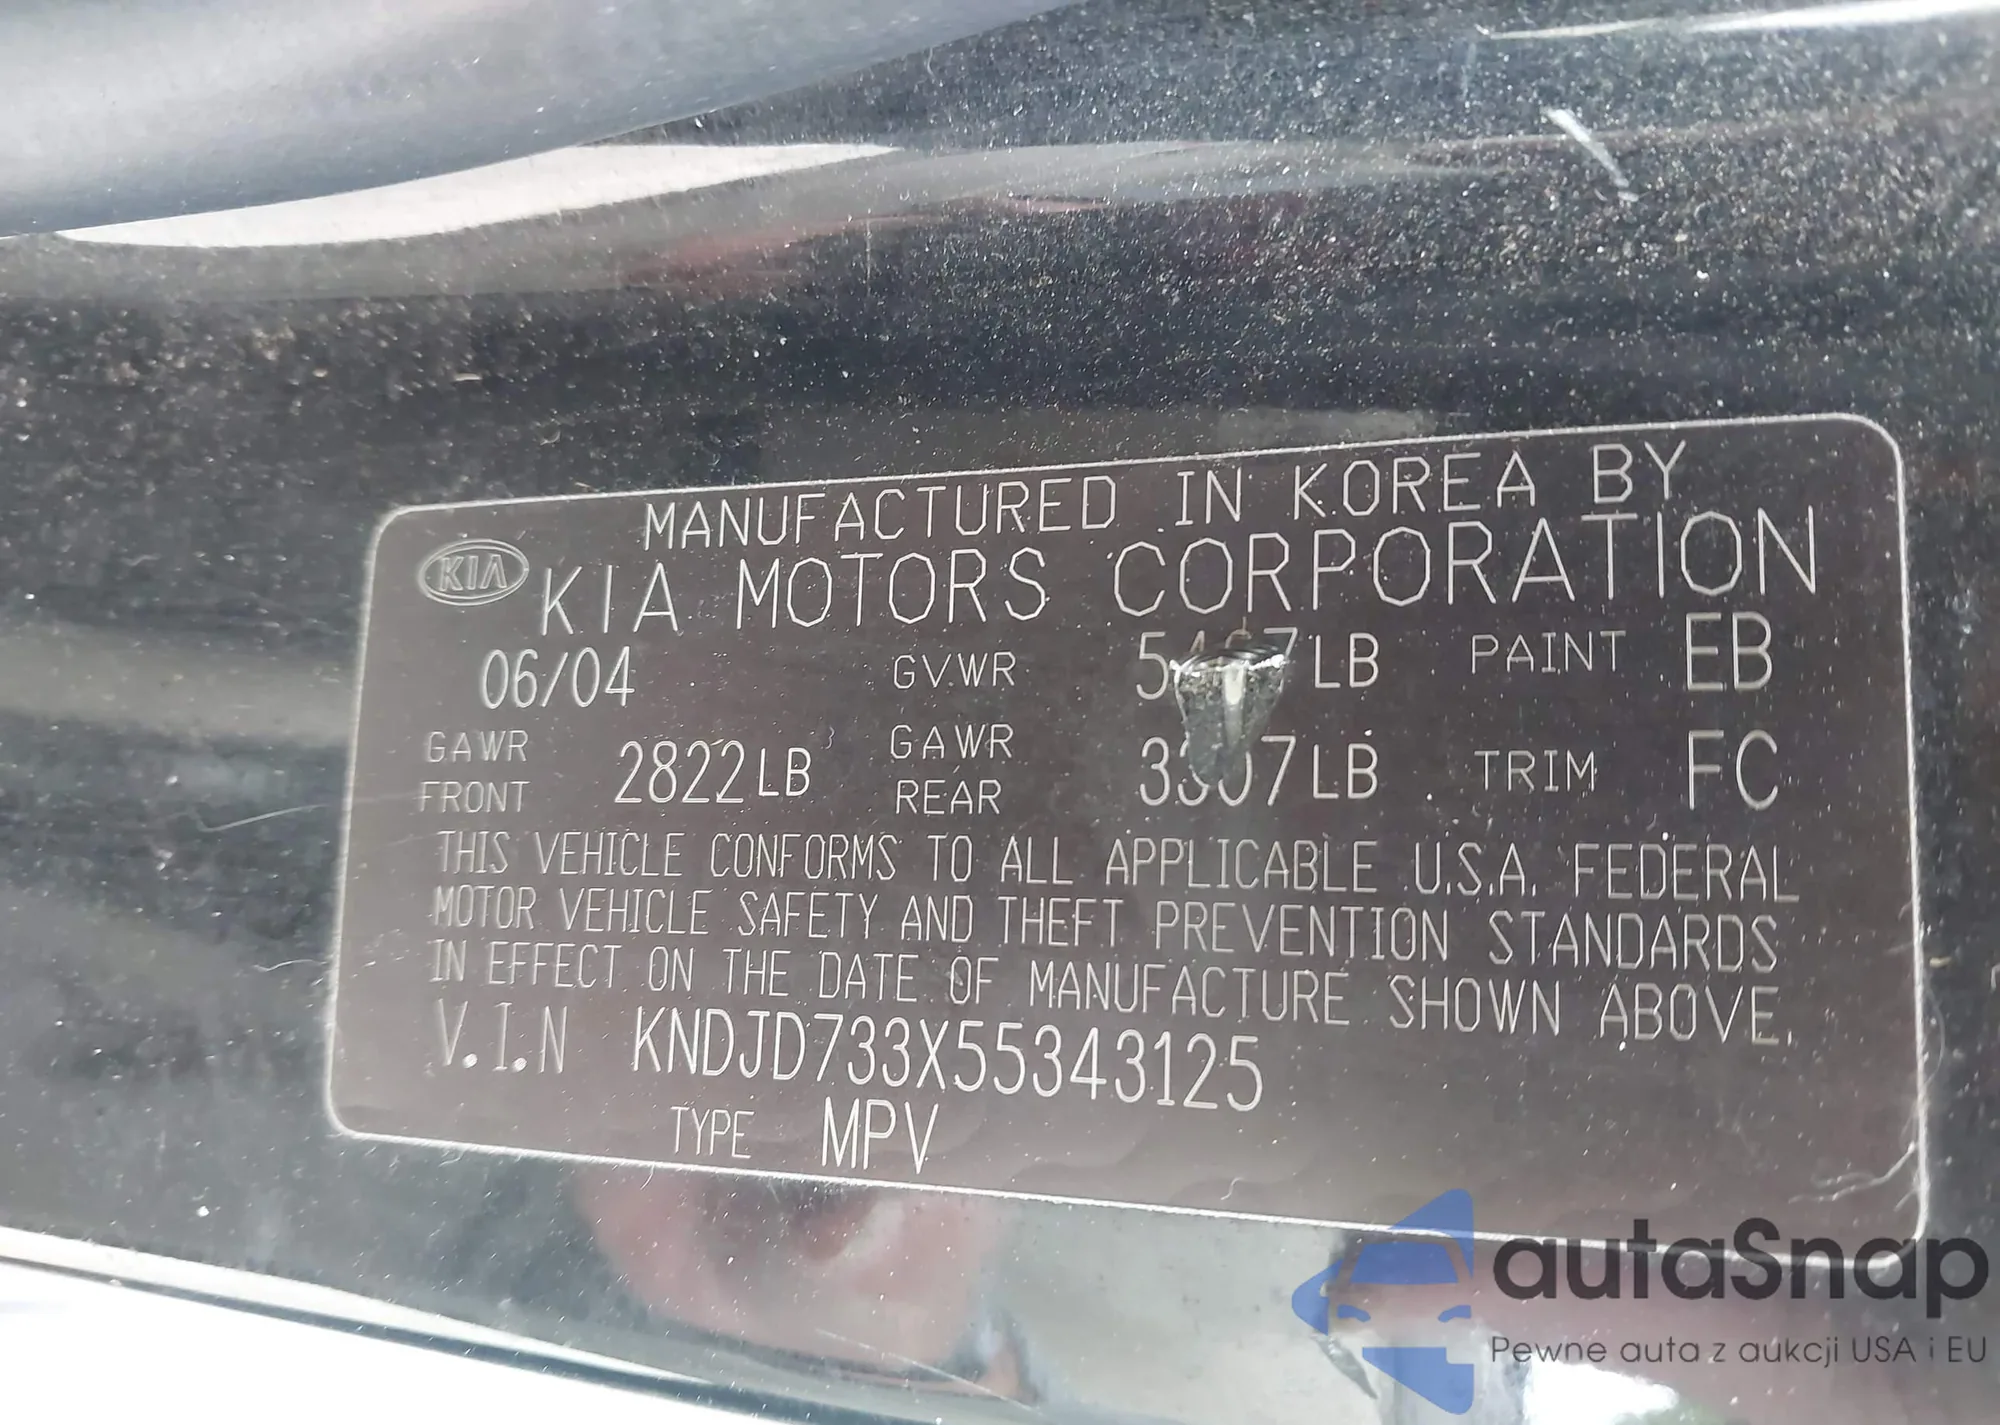 MANUFACTURED IN KOREA BY
KIA KIA MOTORS CORPORATION
06/04 GVWR LB PAINT EB
GAWR FRONT 2822LB GAWR REAR LB TRIM FC
THIS VEHICLE CONFORMS TO ALL APPLICABLE U.S.A. FEDERAL
MOTOR VEHICLE SAFETY AND THEFT PREVENTION STANDARDS
IN EFFECT ON THE DATE OF MANUFACTURE SHOWN ABOVE.
V.I.N KNDJD733X55343125
TYPE MPV
autaSnap
Pewne auta z aukcji USA i EU